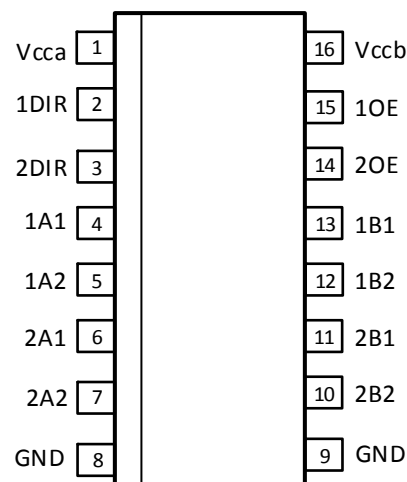 Vcca 1 16 Vccb
1DIR 2 15 1OE
2DIR 3 14 2OE
1A1 4 13 1B1
1A2 5 12 1B2
2A1 6 11 2B1
2A2 7 10 2B2
GND 8 9 GND